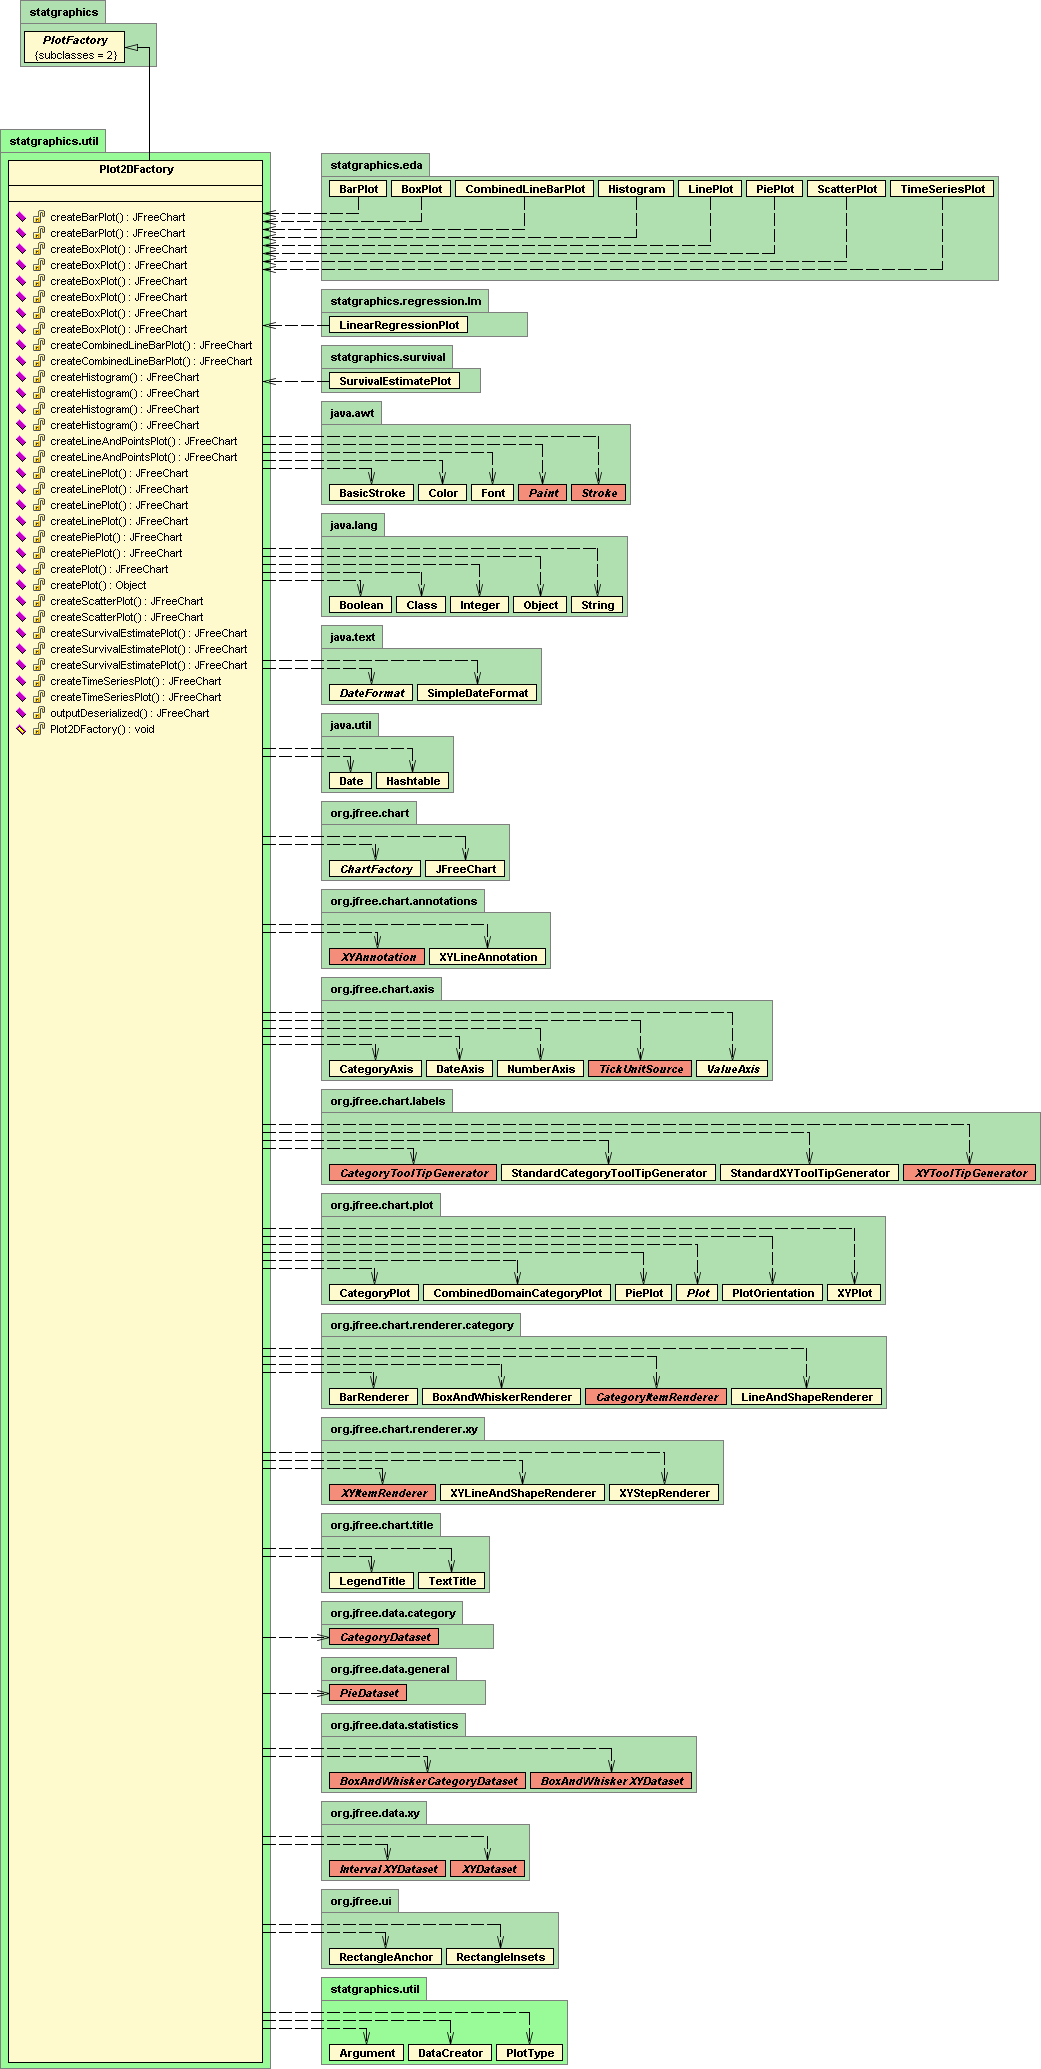 statgraphics
PlotFactory
{subclasses = 2}
statgraphics.util
Plot2DFactory
createBarPlot() : JFreeChart
createBarPlot() : JFreeChart
createBoxPlot() : JFreeChart
createBoxPlot() : JFreeChart
createBoxPlot() : JFreeChart
createBoxPlot() : JFreeChart
createBoxPlot() : JFreeChart
createBoxPlot() : JFreeChart
createCombinedLineBarPlot() : JFreeChart
createCombinedLineBarPlot() : JFreeChart
createHistogram() : JFreeChart
createHistogram() : JFreeChart
createHistogram() : JFreeChart
createHistogram() : JFreeChart
createLineAndPointsPlot() : JFreeChart
createLineAndPointsPlot() : JFreeChart
createLinePlot() : JFreeChart
createLinePlot() : JFreeChart
createLinePlot() : JFreeChart
createLinePlot() : JFreeChart
createPiePlot() : JFreeChart
createPiePlot() : JFreeChart
createPlot() : JFreeChart
createPlot() : Object
createScatterPlot() : JFreeChart
createScatterPlot() : JFreeChart
createSurvivalEstimatePlot() : JFreeChart
createSurvivalEstimatePlot() : JFreeChart
createSurvivalEstimatePlot() : JFreeChart
createTimeSeriesPlot() : JFreeChart
createTimeSeriesPlot() : JFreeChart
outputDeserialized() : JFreeChart
Plot2DFactory() : void
statgraphics.eda
BarPlot BoxPlot CombinedLineBarPlot Histogram LinePlot PiePlot ScatterPlot TimeSeriesPlot
statgraphics.regression.lm
LinearRegressionPlot
statgraphics.survival
SurvivalEstimatePlot
java.awt
BasicStroke Color Font Paint Stroke
java.lang
Boolean Class Integer Object String
java.text
DateFormat SimpleDateFormat
java.util
Date Hashtable
org.jfree.chart
ChartFactory JFreeChart
org.jfree.chart.annotations
XYAnnotation XYLineAnnotation
org.jfree.chart.axis
CategoryAxis DateAxis NumberAxis TickUnitSource ValueAxis
org.jfree.chart.labels
CategoryToolTipGenerator StandardCategoryToolTipGenerator StandardXYToolTipGenerator XYToolTipGenerator
org.jfree.chart.plot
CategoryPlot CombinedDomainCategoryPlot PiePlot Plot PlotOrientation XYPlot
org.jfree.chart.renderer.category
BarRenderer BoxAndWhiskerRenderer CategoryItemRenderer LineAndShapeRenderer
org.jfree.chart.renderer.xy
XYItemRenderer XYLineAndShapeRenderer XYStepRenderer
org.jfree.chart.title
LegendTitle TextTitle
org.jfree.data.category
CategoryDataset
org.jfree.data.general
PieDataset
org.jfree.data.statistics
BoxAndWhiskerCategoryDataset BoxAndWhiskerXYDataset
org.jfree.data.xy
IntervalXYDataset XYDataset
org.jfree.ui
RectangleAnchor RectangleInsets
statgraphics.util
Argument DataCreator PlotType